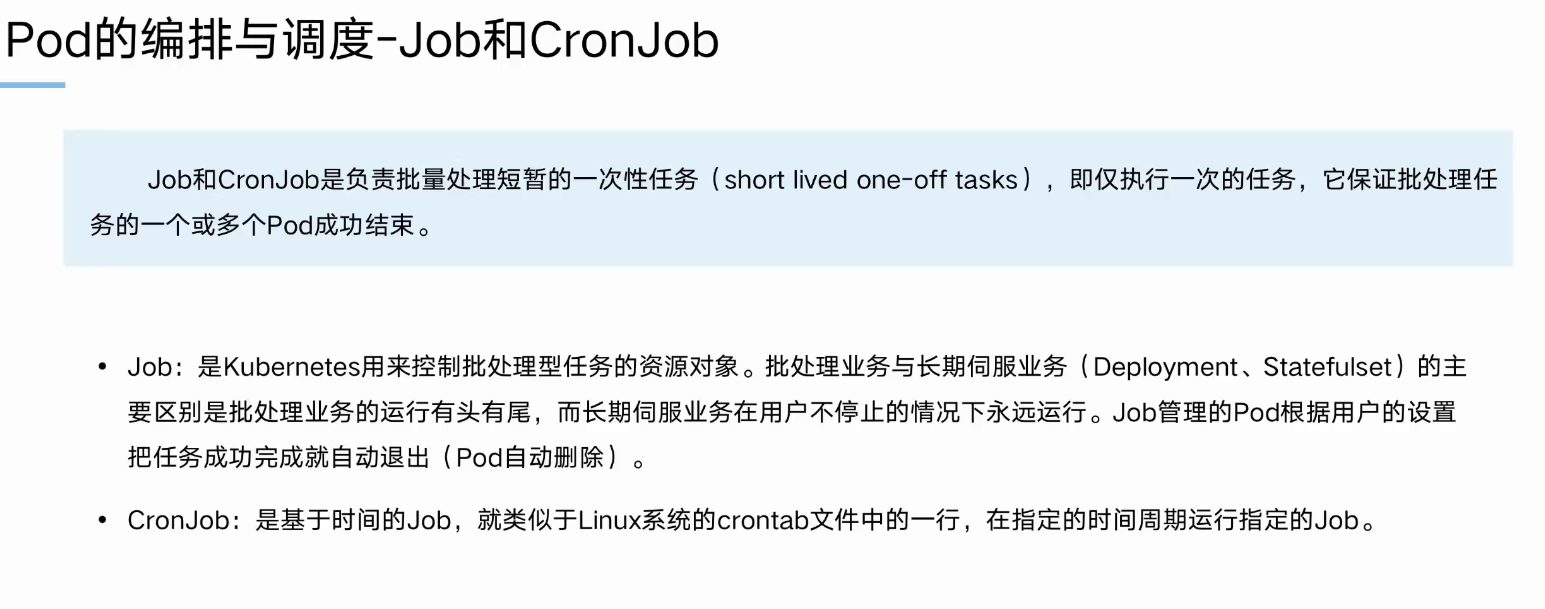 Pod的编排与调度-Job和CronJob
Job和CronJob是负责批量处理短暂的一次性任务（short lived one-off tasks），即仅执行一次的任务，它保证批处理任
务的一个或多个Pod成功结束。
• Job：是Kubernetes用来控制批处理型任务的资源对象。批处理业务与长期伺服业务（Deployment、Statefulset）的主
要区别是批处理业务的运行有头有尾，而长期伺服业务在用户不停止的情况下永远运行。Job管理的Pod根据用户的设置
把任务成功完成就自动退出（Pod自动删除）。
• CronJob：是基于时间的Job，就类似于Linux系统的crontab文件中的一行，在指定的时间周期运行指定的Job。